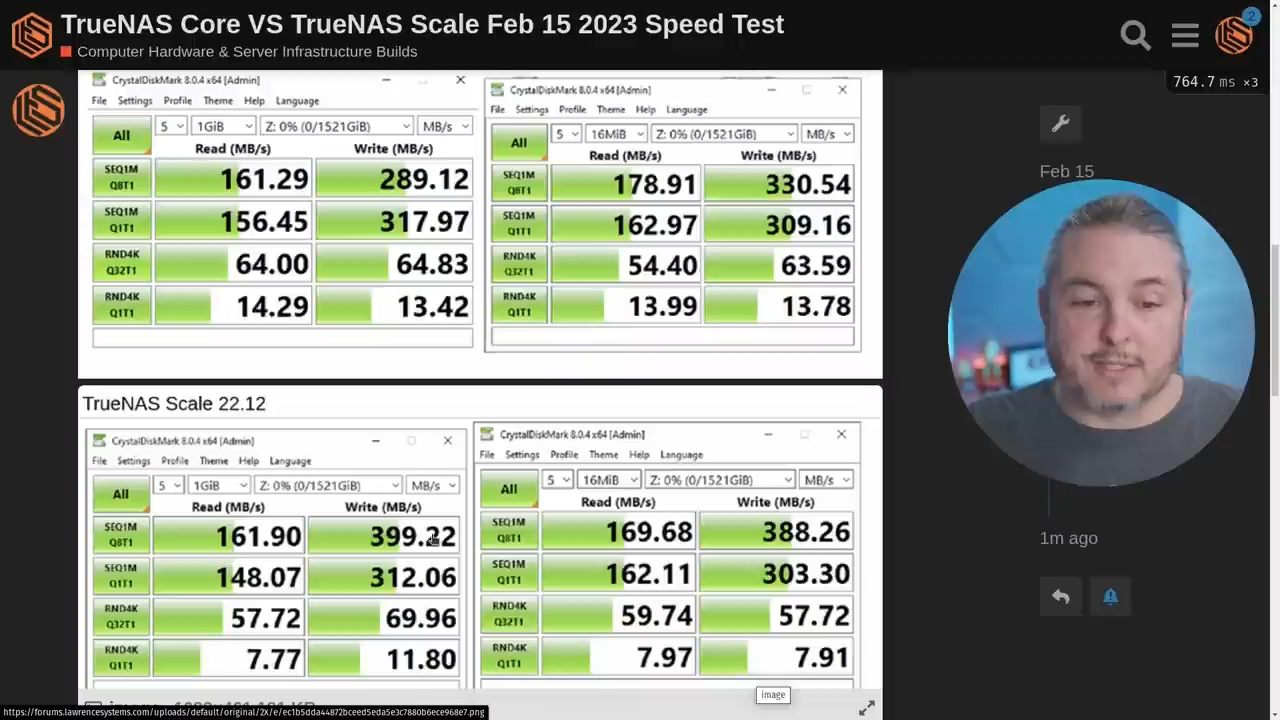 TrueNAS Core VS TrueNAS Scale Feb 15 2023 Speed Test
Computer Hardware & Server Infrastructure Builds
2
764.7 ms ×3
CrystalDiskMark 8.0.4 x64 [Admin]
File Settings Profile Theme Help Language
All
5 1GiB Z: 0% (0/1521GiB) MB/s
Read (MB/s) Write (MB/s)
SEQ1M Q8T1 161.29 289.12
SEQ1M Q1T1 156.45 317.97
RND4K Q32T1 64.00 64.83
RND4K Q1T1 14.29 13.42
CrystalDiskMark 8.0.4 x64 [Admin]
File Settings Profile Theme Help Language
All
5 16MiB Z: 0% (0/1521GiB) MB/s
Read (MB/s) Write (MB/s)
SEQ1M Q8T1 178.91 330.54
SEQ1M Q1T1 162.97 309.16
RND4K Q32T1 54.40 63.59
RND4K Q1T1 13.99 13.78
Feb 15
TrueNAS Scale 22.12
CrystalDiskMark 8.0.4 x64 [Admin]
File Settings Profile Theme Help Language
All
5 1GiB Z: 0% (0/1521GiB) MB/s
Read (MB/s) Write (MB/s)
SEQ1M Q8T1 161.90 399.22
SEQ1M Q1T1 148.07 312.06
RND4K Q32T1 57.72 69.96
RND4K Q1T1 7.77 11.80
CrystalDiskMark 8.0.4 x64 [Admin]
File Settings Profile Theme Help Language
All
5 16MiB Z: 0% (0/1521GiB) MB/s
Read (MB/s) Write (MB/s)
SEQ1M Q8T1 169.68 388.26
SEQ1M Q1T1 162.11 303.30
RND4K Q32T1 59.74 57.72
RND4K Q1T1 7.97 7.91
1m ago
image
https://forums.lawrencesystems.com/uploads/default/original/2X/e/ec1b5dda44872bceed5eda5e3c7880b6ece968e7.png